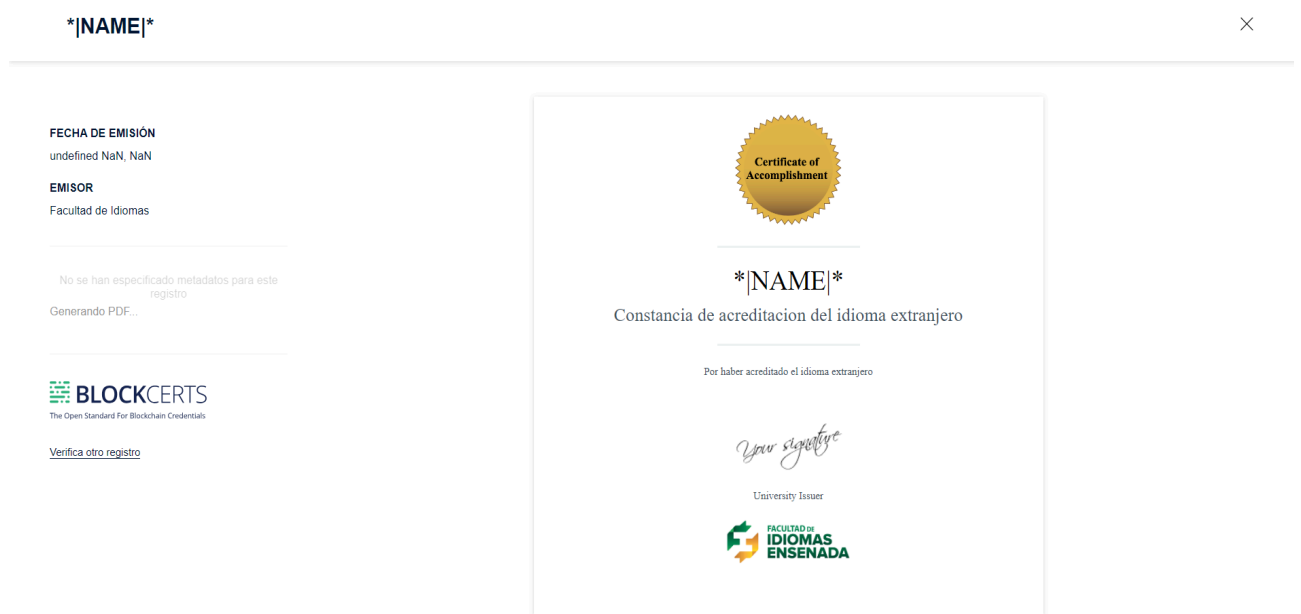 *|NAME|*
FECHA DE EMISIÓN
undefined NaN, NaN
EMISOR
Facultad de Idiomas
No se han especificado metadatos para este
registro
Generando PDF...
BLOCKCERTS
The Open Standard For Blockchain Credentials
Verifica otro registro
Certificate of
Accomplishment
*|NAME|*
Constancia de acreditacion del idioma extranjero
Por haber acreditado el idioma extranjero
Your signature
University Issuer
FACULTAD DE
IDIOMAS
ENSENADA